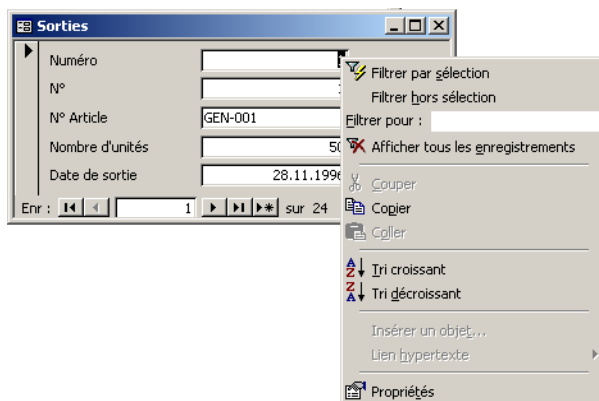 Sorties
Numéro
N°
N° Article GEN-001
Nombre d'unités 50
Date de sortie 28.11.1996
Enr : 1 sur 24
Filtrer par sélection
Filtrer hors sélection
Filtrer pour :
Afficher tous les enregistrements
Couper
Copier
Coller
Tri croissant
Tri décroissant
Insérer un objet...
Lien hypertexte
Propriétés